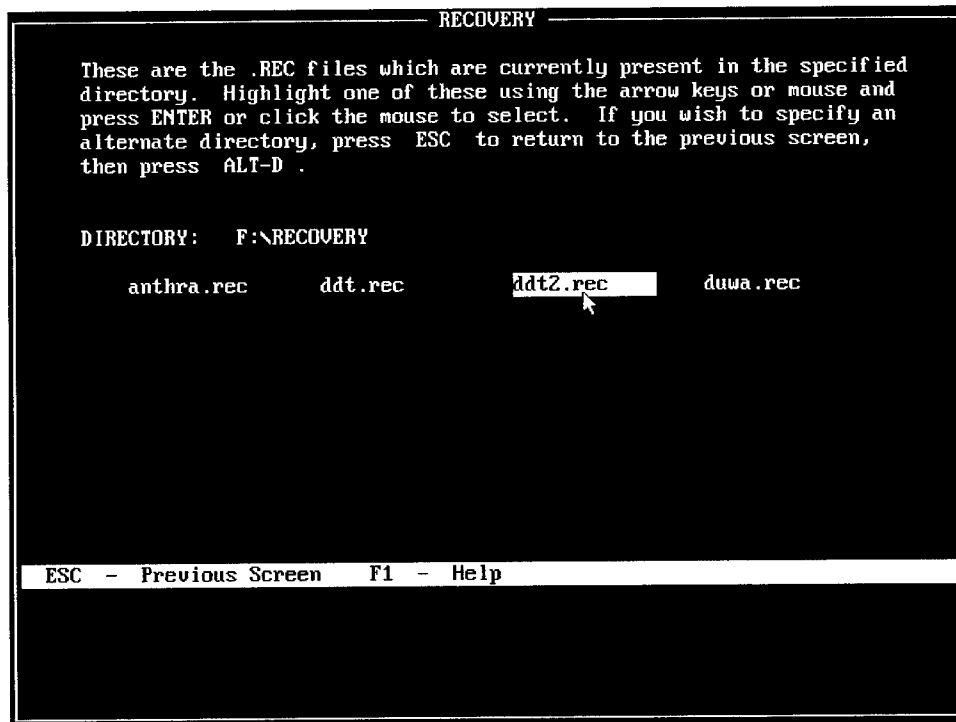 RECOVERY
These are the .REC files which are currently present in the specified
directory.  Highlight one of these using the arrow keys or mouse and
press ENTER or click the mouse to select.  If you wish to specify an
alternate directory, press  ESC  to return to the previous screen,
then press  ALT-D .
DIRECTORY:   F:\RECOVERY
anthra.rec      ddt.rec         ddt2.rec        duwa.rec
ESC  -  Previous Screen    F1  -  Help